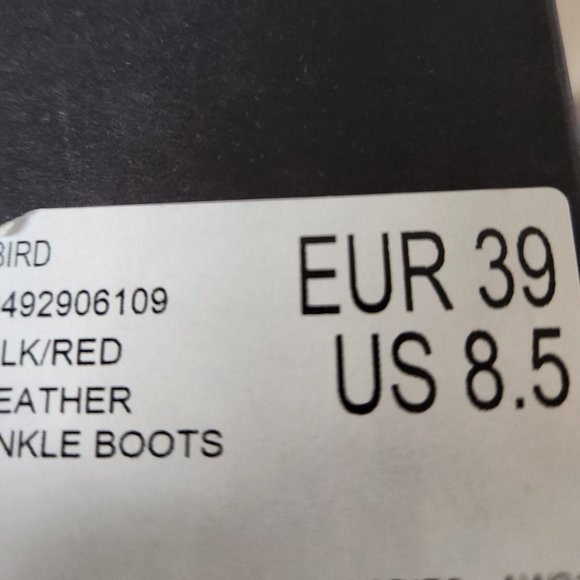 BIRD
492906109
LK/RED
EATHER
NKLE BOOTS
EUR 39
US 8.5